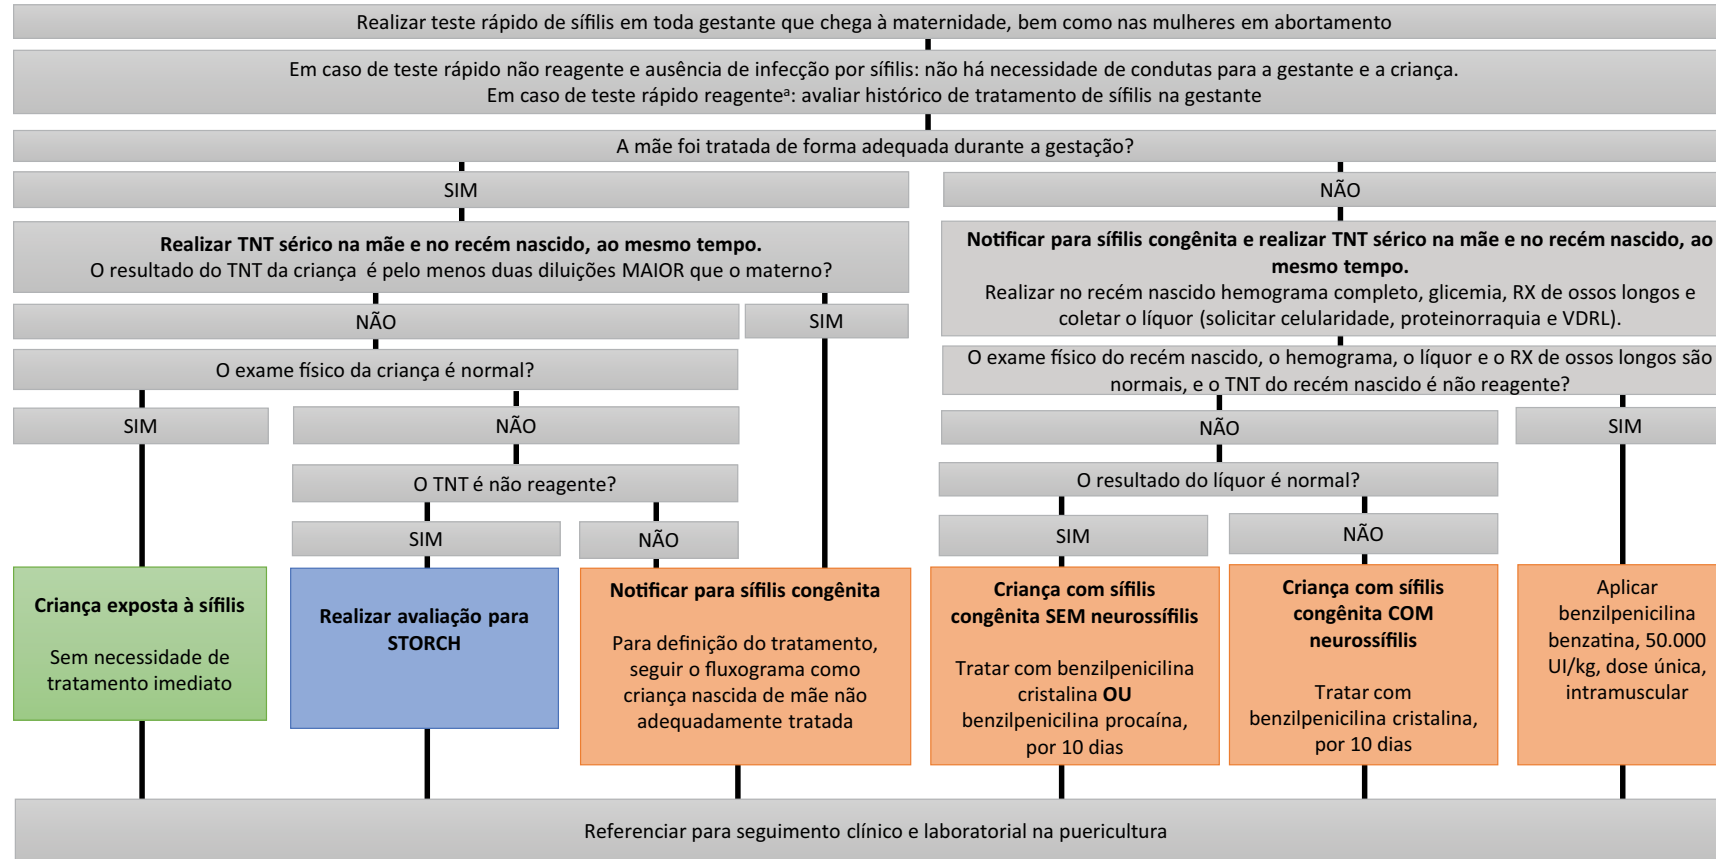 Realizar teste rápido de sífilis em toda gestante que chega à maternidade, bem como nas mulheres em abortamento
Em caso de teste rápido não reagente e ausência de infecção por sífilis: não há necessidade de condutas para a gestante e a criança.
Em caso de teste rápido reagenteª: avaliar histórico de tratamento de sífilis na gestante
A mãe foi tratada de forma adequada durante a gestação?
SIM
NÃO
Realizar TNT sérico na mãe e no recém nascido, ao mesmo tempo.
O resultado do TNT da criança é pelo menos duas diluições MAIOR que o materno?
Notificar para sífilis congênita e realizar TNT sérico na mãe e no recém nascido, ao
mesmo tempo.
Realizar no recém nascido hemograma completo, glicemia, RX de ossos longos e
coletar o líquor (solicitar celularidade, proteinorraquia e VDRL).
NÃO
SIM
O exame físico da criança é normal?
O exame físico do recém nascido, o hemograma, o líquor e o RX de ossos longos são
normais, e o TNT do recém nascido é não reagente?
SIM
NÃO
NÃO
SIM
O TNT é não reagente?
O resultado do líquor é normal?
SIM
NÃO
SIM
NÃO
Criança exposta à sífilis
Sem necessidade de
tratamento imediato
Realizar avaliação para
STORCH
Notificar para sífilis congênita
Para definição do tratamento,
seguir o fluxograma como
criança nascida de mãe não
adequadamente tratada
Criança com sífilis
congênita SEM neurossífilis
Tratar com benzilpenicilina
cristalina OU
benzilpenicilina procaína,
por 10 dias
Criança com sífilis
congênita COM
neurossífilis
Tratar com
benzilpenicilina cristalina,
por 10 dias
Aplicar
benzilpenicilina
benzatina, 50.000
UI/kg, dose única,
intramuscular
Referenciar para seguimento clínico e laboratorial na puericultura